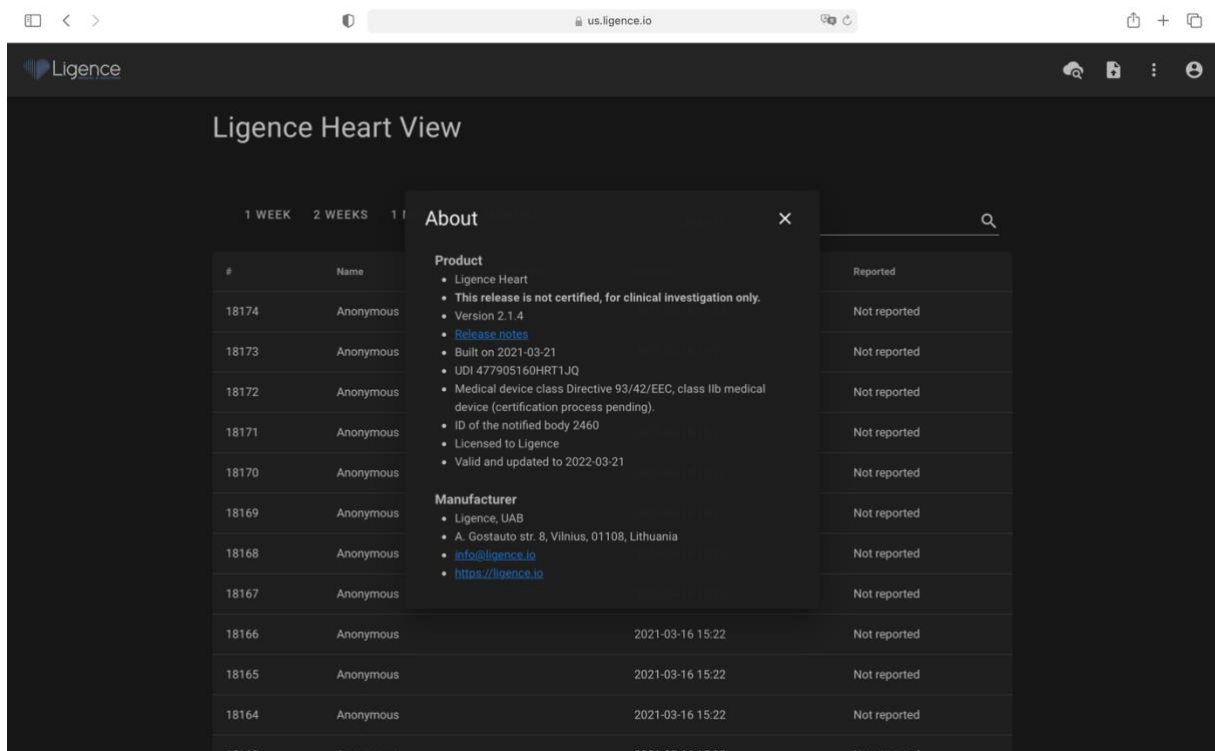 us.ligence.io
Ligence
Ligence Heart View
1 WEEK 2 WEEKS
About
# Name Reported
Product
• Ligence Heart
• This release is not certified, for clinical investigation only.
• Version 2.1.4
• Release notes
• Built on 2021-03-21
• UDI 477905160HRT1JQ
• Medical device class Directive 93/42/EEC, class IIb medical
device (certification process pending).
• ID of the notified body 2460
• Licensed to Ligence
• Valid and updated to 2022-03-21
Manufacturer
• Ligence, UAB
• A. Gostauto str. 8, Vilnius, 01108, Lithuania
• info@ligence.io
• https://ligence.io
18174 Anonymous Not reported
18173 Anonymous Not reported
18172 Anonymous Not reported
18171 Anonymous Not reported
18170 Anonymous Not reported
18169 Anonymous Not reported
18168 Anonymous Not reported
18167 Anonymous Not reported
18166 Anonymous 2021-03-16 15:22 Not reported
18165 Anonymous 2021-03-16 15:22 Not reported
18164 Anonymous 2021-03-16 15:22 Not reported